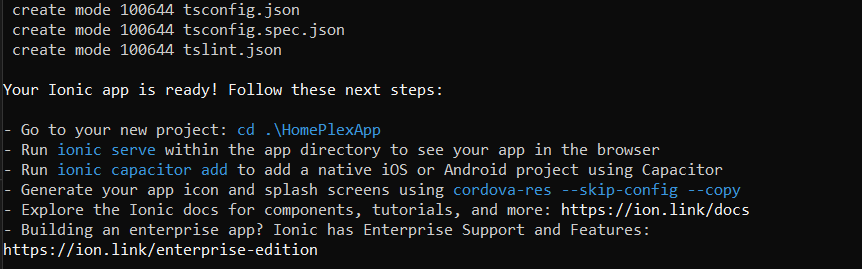 create mode 100644 tsconfig.json
create mode 100644 tsconfig.spec.json
create mode 100644 tslint.json
Your Ionic app is ready! Follow these next steps:
- Go to your new project: cd .\HomePlexApp
- Run ionic serve within the app directory to see your app in the browser
- Run ionic capacitor add to add a native iOS or Android project using Capacitor
- Generate your app icon and splash screens using cordova-res --skip-config --copy
- Explore the Ionic docs for components, tutorials, and more: https://ion.link/docs
- Building an enterprise app? Ionic has Enterprise Support and Features:
https://ion.link/enterprise-edition